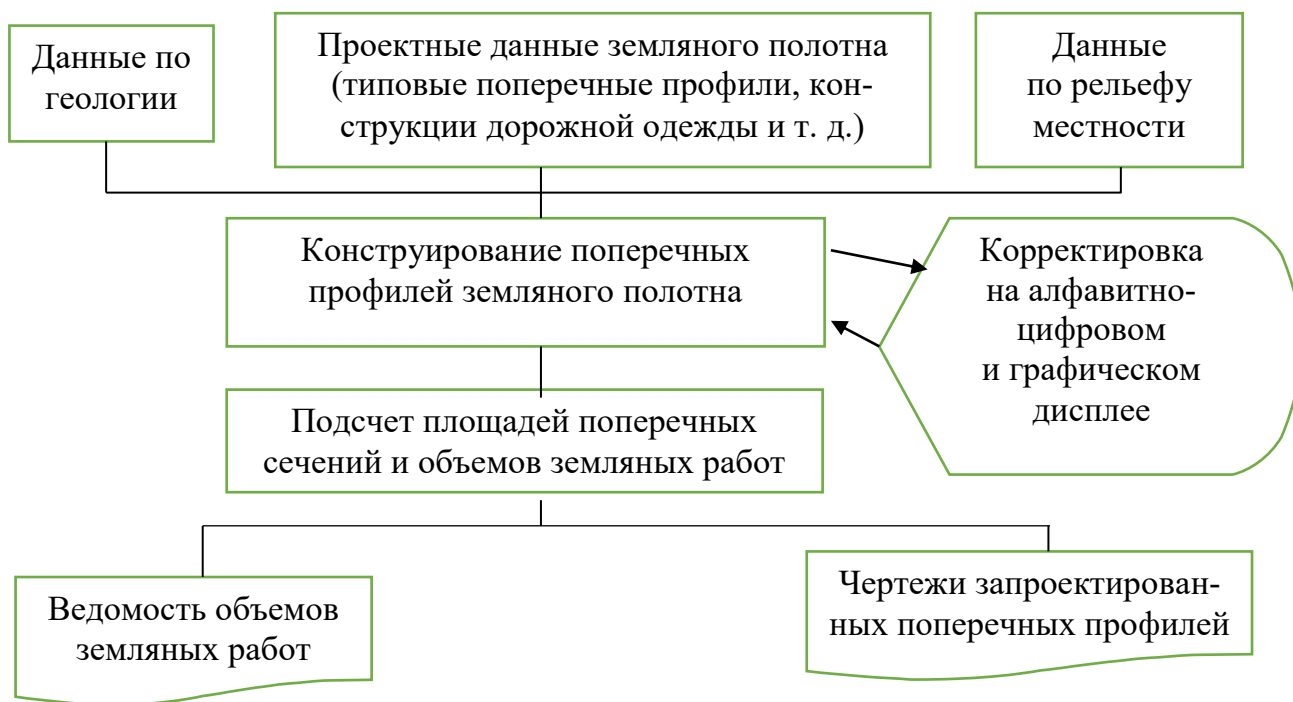 Данные по
геологии
Проектные данные земляного полотна
(типовые поперечные профили, кон-
струкции дорожной одежды и т. д.)
Данные
по рельефу
местности
Конструирование поперечных
профилей земляного полотна
Корректировка
на алфавитно-
цифровом
и графическом
дисплее
Подсчет площадей поперечных
сечений и объемов земляных работ
Ведомость объемов
земляных работ
Чертежи запроектирован-
ных поперечных профилей